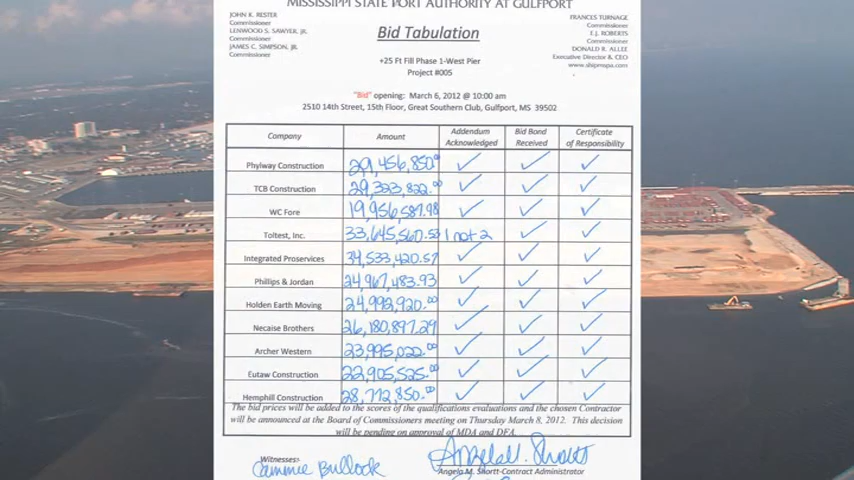 MISSISSIPPI STATE PORT AUTHORITY AT GULFPORT
JOHN K. RESTER
Commissioner
LENWOOD S. SAWYER, JR.
Commissioner
JAMES C. SIMPSON, JR.
Commissioner
FRANCES TURNAGE
Commissioner
E.J. ROBERTS
Commissioner
DONALD R. ALLEE
Executive Director & CEO
www.shipmspa.com
Bid Tabulation
+25 Ft Fill Phase 1-West Pier
Project #005
"Bid" opening: March 6, 2012 @ 10:00 am
2510 14th Street, 15th Floor, Great Southern Club, Gulfport, MS 39502
Company Amount Addendum Acknowledged Bid Bond Received Certificate of Responsibility
Phylway Construction 29,456,850.00 ✓ ✓ ✓
TCB Construction 29,323,822.00 ✓ ✓ ✓
WC Fore 19,956,587.98 ✓ ✓ ✓
Toltest, Inc. 33,645,560.53 1 not 2 ✓ ✓
Integrated Proservices 34,533,420.57 ✓ ✓ ✓
Phillips & Jordan 24,967,483.93 ✓ ✓ ✓
Holden Earth Moving 24,992,920.00 ✓ ✓ ✓
Necaise Brothers 26,180,897.29 ✓ ✓ ✓
Archer Western 23,995,022.00 ✓ ✓ ✓
Eutaw Construction 22,905,525.00 ✓ ✓ ✓
Hemphill Construction 28,772,850.00 ✓ ✓ ✓
The bid prices will be added to the scores of the qualifications evaluations and the chosen Contractor
will be announced at the Board of Commissioners meeting on Thursday March 8, 2012. This decision
will be pending on approval of MDA and DFA.
Witnesses:
Cammie Bullock
Angela M. Shortt
Angela M. Shortt-Contract Administrator